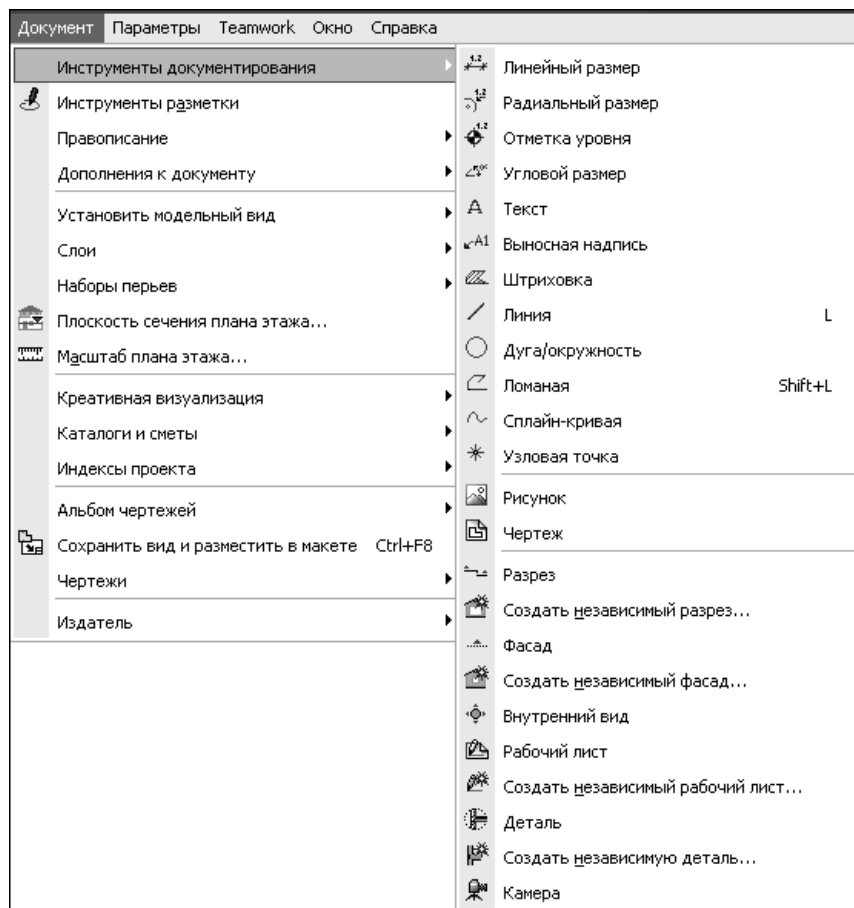 Документ Параметры Teamwork Окно Справка
Инструменты документирования
Инструменты разметки
Правописание
Дополнения к документу
Установить модельный вид
Слои
Наборы перьев
Плоскость сечения плана этажа...
Масштаб плана этажа...
Креативная визуализация
Каталоги и сметы
Индексы проекта
Альбом чертежей
Сохранить вид и разместить в макете Ctrl+F8
Чертежи
Издатель
Линейный размер
Радиальный размер
Отметка уровня
Угловой размер
Текст
Выносная надпись
Штриховка
Линия L
Дуга/окружность
Ломаная Shift+L
Сплайн-кривая
Узловая точка
Рисунок
Чертеж
Разрез
Создать независимый разрез...
Фасад
Создать независимый фасад...
Внутренний вид
Рабочий лист
Создать независимый рабочий лист...
Деталь
Создать независимую деталь...
Камера